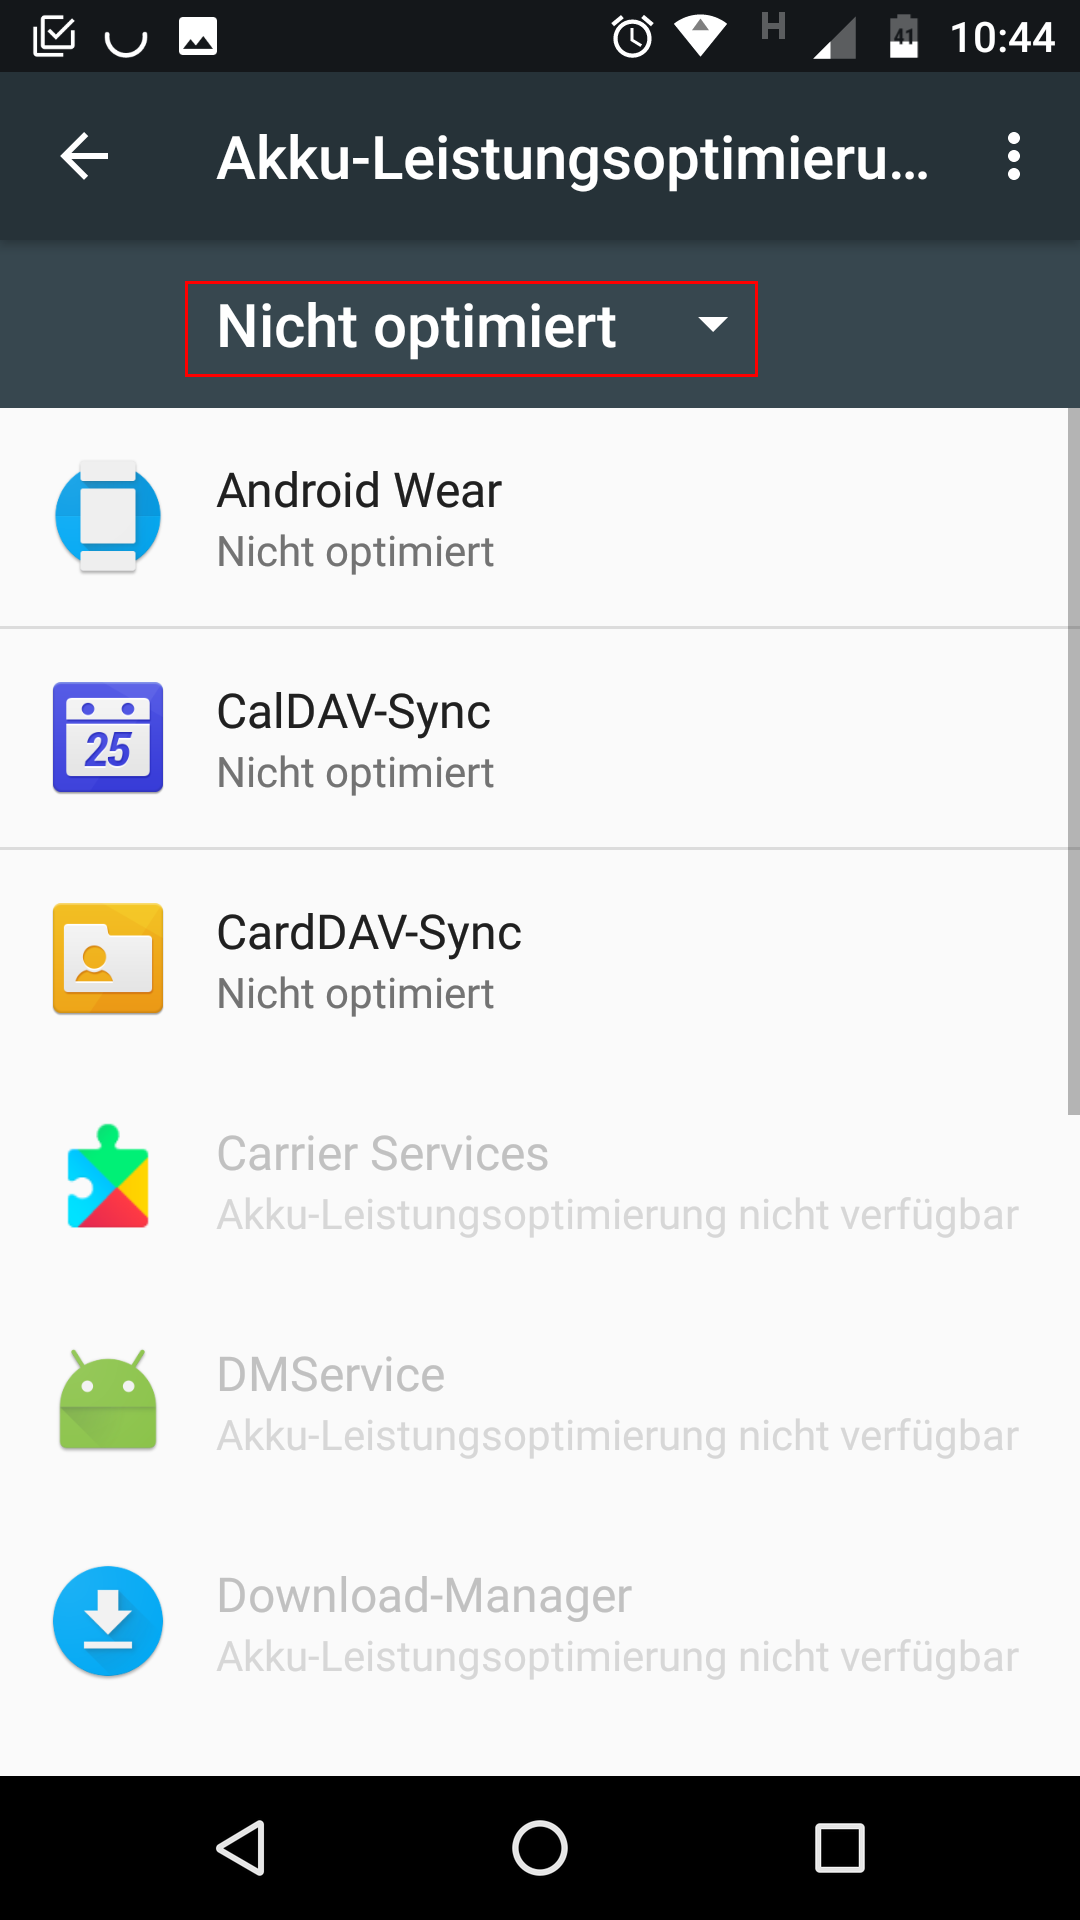 H 41 10:44
Akku-Leistungsoptimieru...
Nicht optimiert
Android Wear
Nicht optimiert
25
CalDAV-Sync
Nicht optimiert
CardDAV-Sync
Nicht optimiert
Carrier Services
Akku-Leistungsoptimierung nicht verfügbar
DMService
Akku-Leistungsoptimierung nicht verfügbar
Download-Manager
Akku-Leistungsoptimierung nicht verfügbar